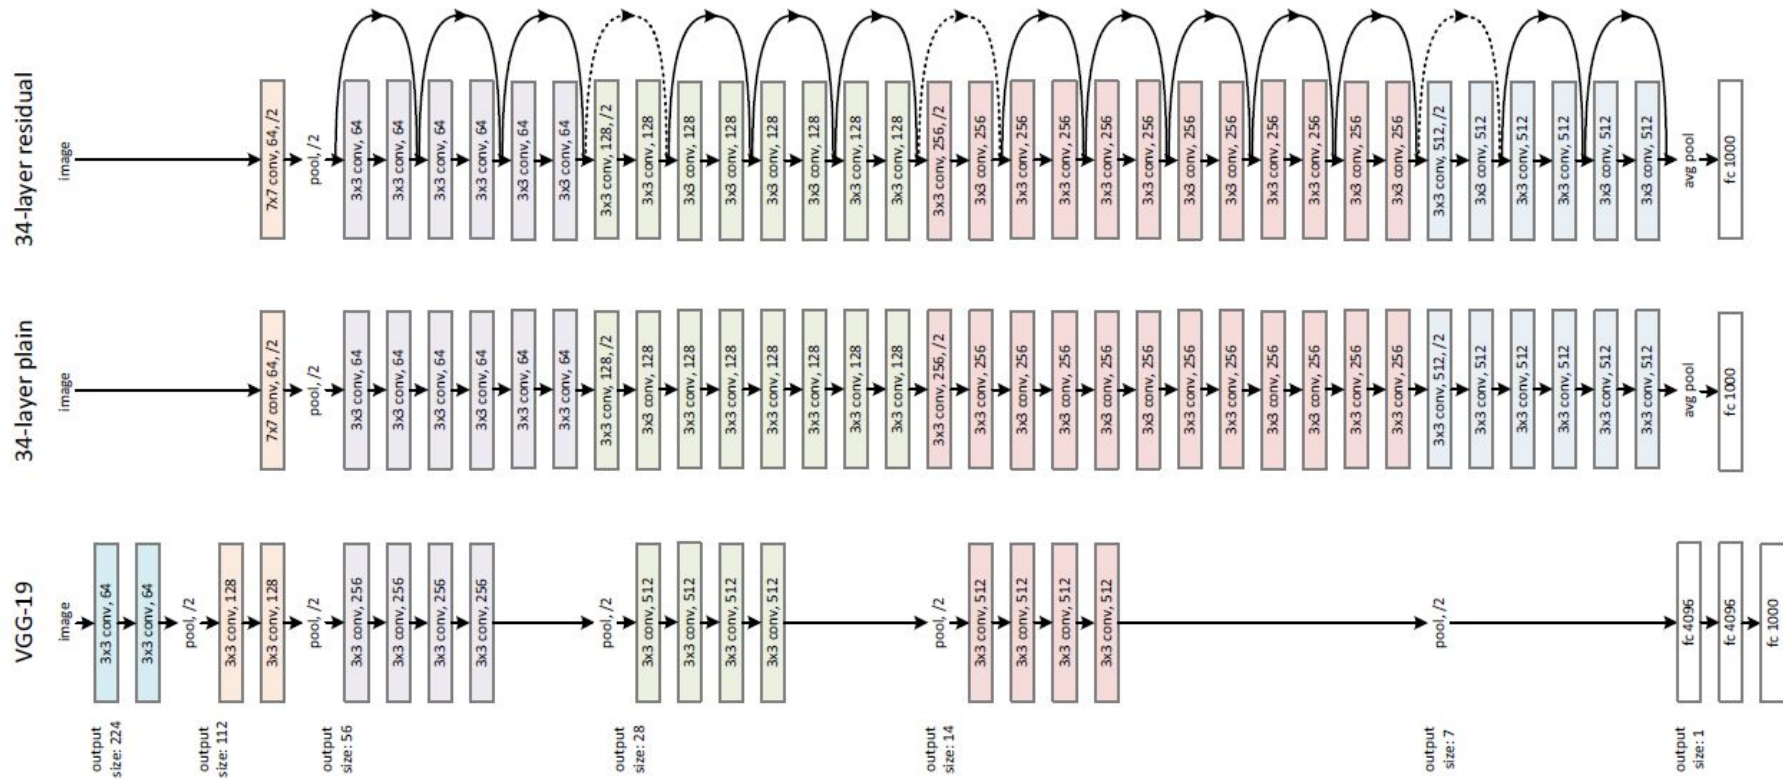 34-layer residual
image
7x7 conv, 64, /2
pool, /2
3x3 conv, 64
3x3 conv, 64
3x3 conv, 64
3x3 conv, 64
3x3 conv, 64
3x3 conv, 64
3x3 conv, 128, /2
3x3 conv, 128
3x3 conv, 128
3x3 conv, 128
3x3 conv, 128
3x3 conv, 128
3x3 conv, 128
3x3 conv, 128
3x3 conv, 256, /2
3x3 conv, 256
3x3 conv, 256
3x3 conv, 256
3x3 conv, 256
3x3 conv, 256
3x3 conv, 256
3x3 conv, 256
3x3 conv, 256
3x3 conv, 256
3x3 conv, 256
3x3 conv, 256
3x3 conv, 512, /2
3x3 conv, 512
3x3 conv, 512
3x3 conv, 512
3x3 conv, 512
3x3 conv, 512
avg pool
fc 1000
34-layer plain
image
7x7 conv, 64, /2
pool, /2
3x3 conv, 64
3x3 conv, 64
3x3 conv, 64
3x3 conv, 64
3x3 conv, 64
3x3 conv, 64
3x3 conv, 128, /2
3x3 conv, 128
3x3 conv, 128
3x3 conv, 128
3x3 conv, 128
3x3 conv, 128
3x3 conv, 128
3x3 conv, 128
3x3 conv, 256, /2
3x3 conv, 256
3x3 conv, 256
3x3 conv, 256
3x3 conv, 256
3x3 conv, 256
3x3 conv, 256
3x3 conv, 256
3x3 conv, 256
3x3 conv, 256
3x3 conv, 256
3x3 conv, 256
3x3 conv, 512, /2
3x3 conv, 512
3x3 conv, 512
3x3 conv, 512
3x3 conv, 512
3x3 conv, 512
avg pool
fc 1000
VGG-19
image
3x3 conv, 64
3x3 conv, 64
pool, /2
3x3 conv, 128
3x3 conv, 128
pool, /2
3x3 conv, 256
3x3 conv, 256
3x3 conv, 256
3x3 conv, 256
pool, /2
3x3 conv, 512
3x3 conv, 512
3x3 conv, 512
3x3 conv, 512
pool, /2
3x3 conv, 512
3x3 conv, 512
3x3 conv, 512
3x3 conv, 512
pool, /2
fc 4096
fc 4096
fc 1000
output
size: 224
output
size: 112
output
size: 56
output
size: 28
output
size: 14
output
size: 7
output
size: 1